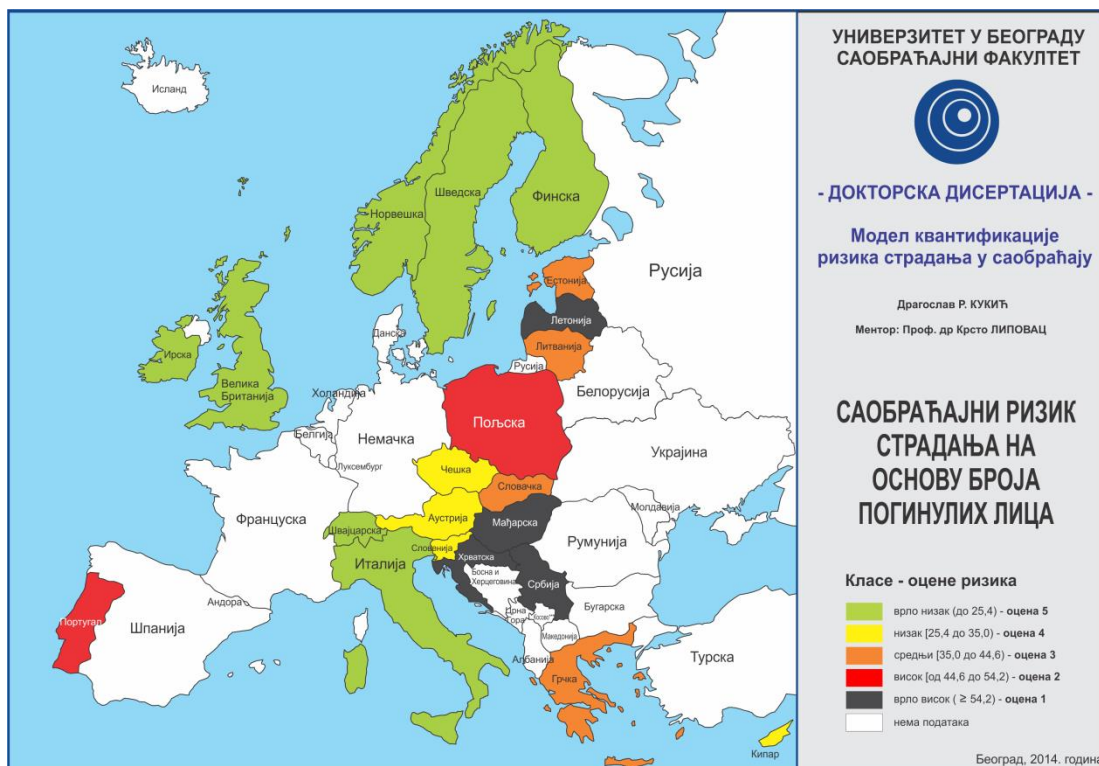 Исланд
Шведска
Норвешка
Финска
Русија
Естонија
Летонија
Литванија
Русија
Данска
Ирска
Велика
Британија
Холандија
Белорусија
Белгија
Немачка
Пољска
Луксембург
Чешка
Украјина
Словачка
Француска
Аустрија
Мађарска
Молдавија
Швајцарска
Словенија
Хрватска
Румунија
Италија
Босна и
Херцеговина
Србија
Андора
Црна
Гора
Бугарска
Португал
Шпанија
Македонија
Албанија
Турска
Грчка
Кипар
УНИВЕРЗИТЕТ У БЕОГРАДУ
САОБРАЋАЈНИ ФАКУЛТЕТ
- ДОКТОРСКА ДИСЕРТАЦИЈА -
Модел квантификације
ризика страдања у саобраћају
Драгослав Р. КУКИЋ
Ментор: Проф. др Крсто ЛИПОВАЦ
САОБРАЋАЈНИ РИЗИК
СТРАДАЊА НА
ОСНОВУ БРОЈА
ПОГИНУЛИХ ЛИЦА
Класе - оцене ризика
врло низак (до 25,4) - оцена 5
низак [25,4 до 35,0) - оцена 4
средњи [35,0 до 44,6) - оцена 3
висок [од 44,6 до 54,2) - оцена 2
врло висок ( ≥ 54,2) - оцена 1
нема података
Београд, 2014. година